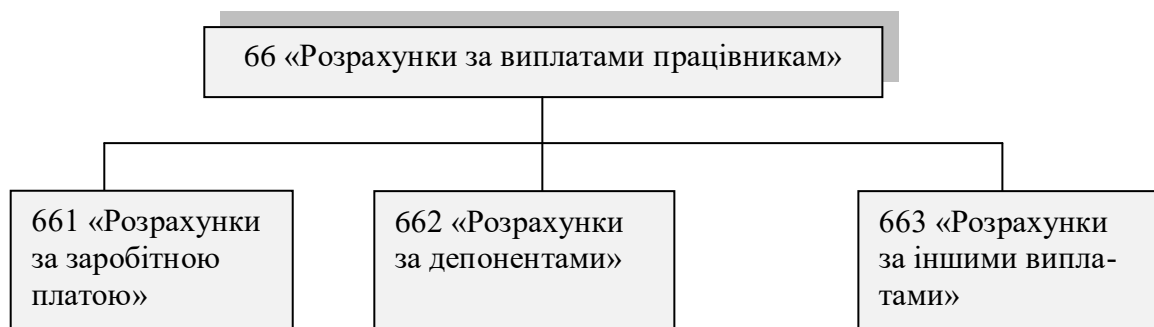 66 «Розрахунки за виплатами працівникам»
661 «Розрахунки
за заробітною
платою»
662 «Розрахунки
за депонентами»
663 «Розрахунки
за іншими випла-
тами»